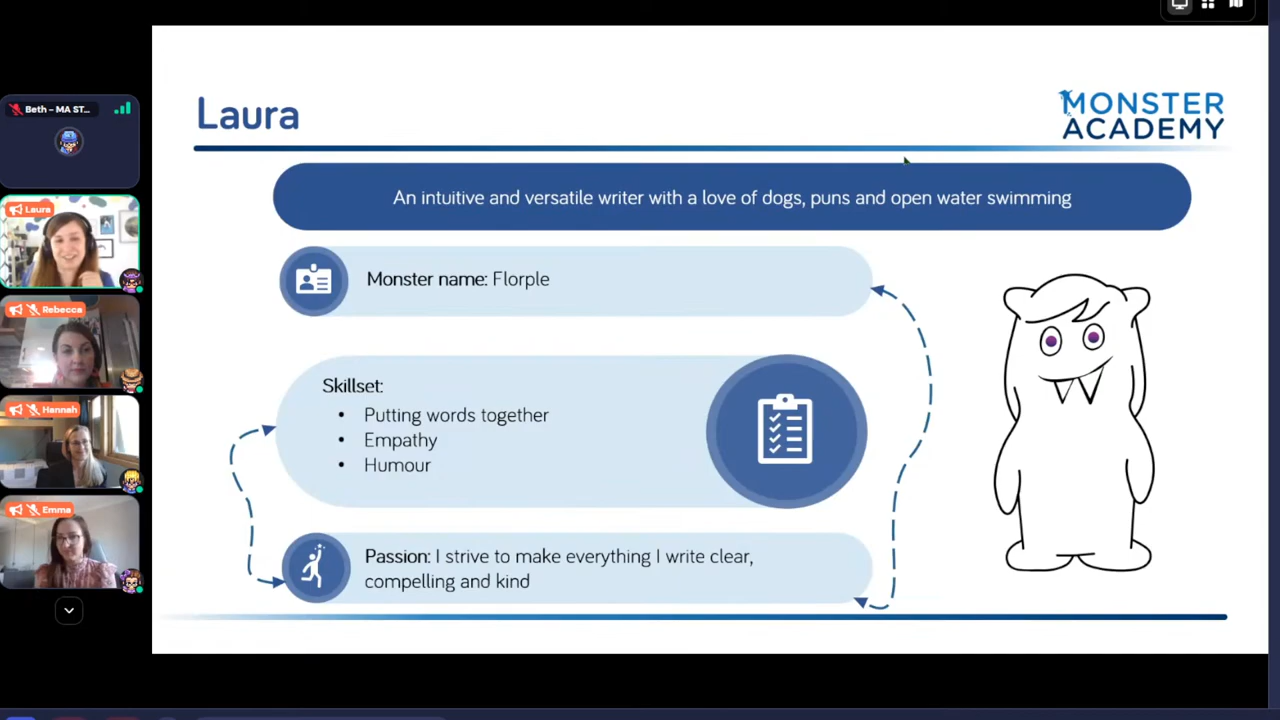 Laura
MONSTER
ACADEMY
An intuitive and versatile writer with a love of dogs, puns and open water swimming
Monster name: Florple
Skillset:
• Putting words together
• Empathy
• Humour
Passion: I strive to make everything I write clear,
compelling and kind
Beth – MA ST...
Laura
Rebecca
Hannah
Emma